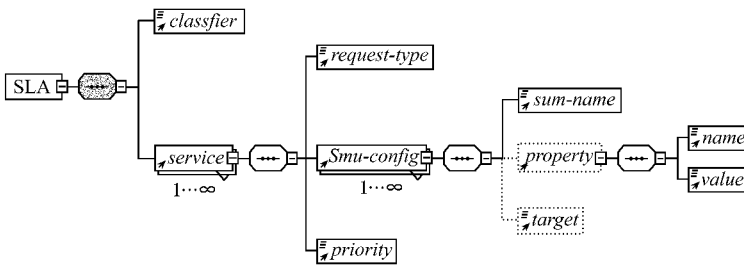 classfier
request-type
SLA
sum-name
name
service
Smu-config
property
value
1···∞
1···∞
target
priority